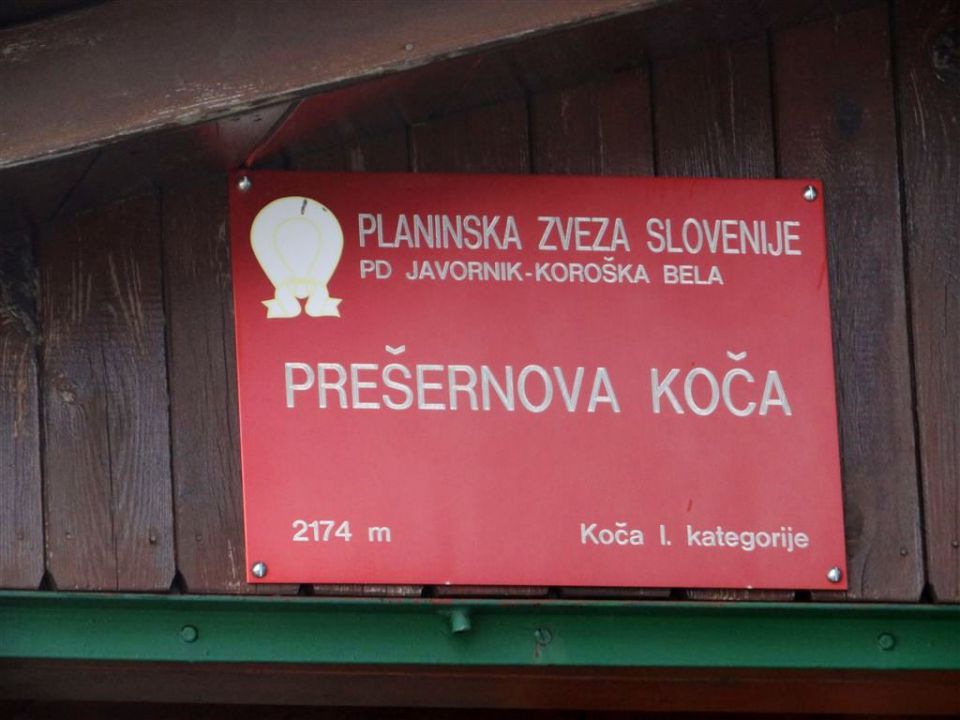 PLANINSKA ZVEZA SLOVENIJE
PD JAVORNIK-KOROŠKA BELA
PREŠERNOVA KOČA
2174 m
Koča I. kategorije